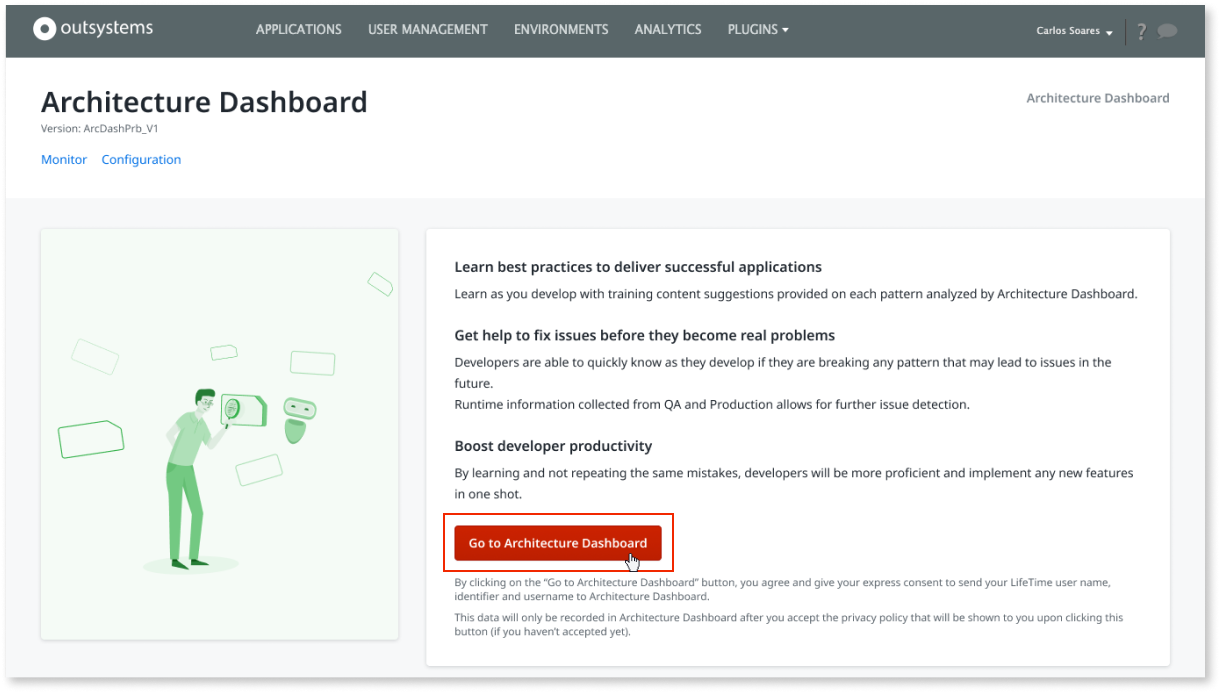 outsystems
APPLICATIONS USER MANAGEMENT ENVIRONMENTS ANALYTICS PLUGINS
Carlos Soares
?
Architecture Dashboard
Architecture Dashboard
Version: ArcDashPrb_V1
Monitor Configuration
Learn best practices to deliver successful applications
Learn as you develop with training content suggestions provided on each pattern analyzed by Architecture Dashboard.
Get help to fix issues before they become real problems
Developers are able to quickly know as they develop if they are breaking any pattern that may lead to issues in the
future.
Runtime information collected from QA and Production allows for further issue detection.
Boost developer productivity
By learning and not repeating the same mistakes, developers will be more proficient and implement any new features
in one shot.
Go to Architecture Dashboard
By clicking on the “Go to Architecture Dashboard” button, you agree and give your express consent to send your LifeTime user name,
identifier and username to Architecture Dashboard.
This data will only be recorded in Architecture Dashboard after you accept the privacy policy that will be shown to you upon clicking this
button (if you haven’t accepted yet).